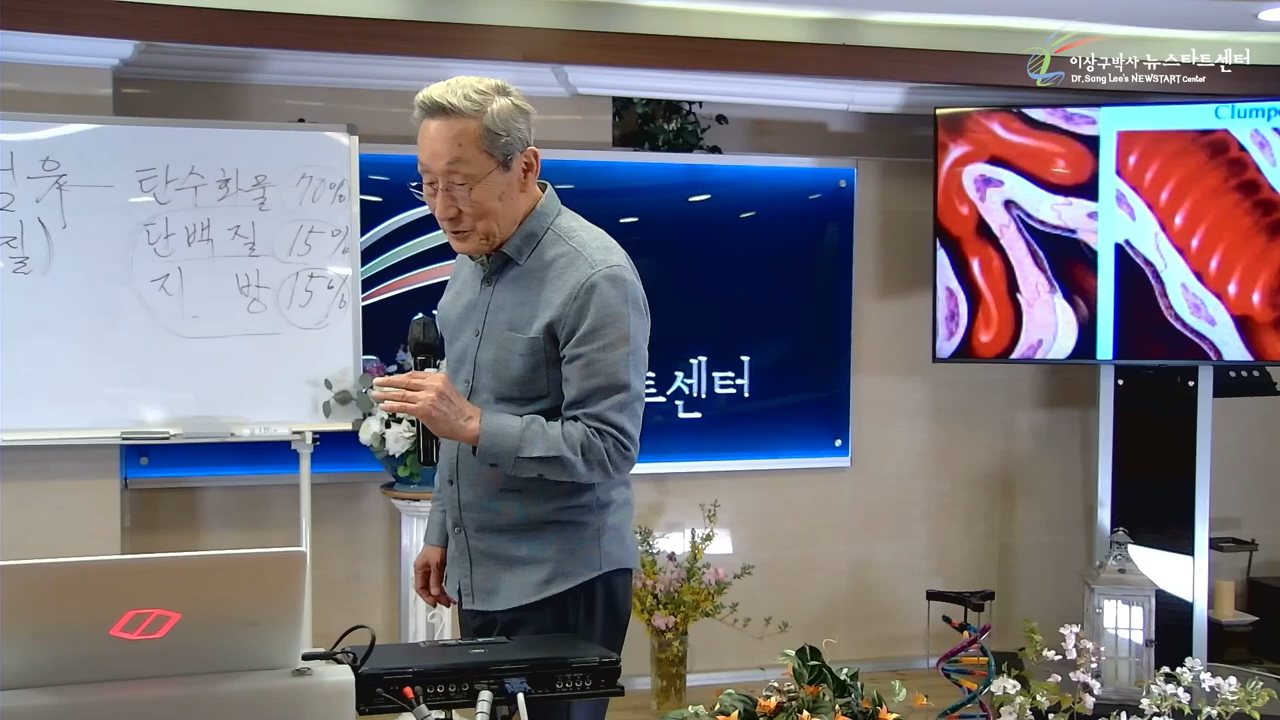 이상구박사 뉴스타트센터
Dr. Sang Lee's NEWSTART Center
Clump
탄수화물 70%
단백질 15%
지 방 15%
질)
트센터